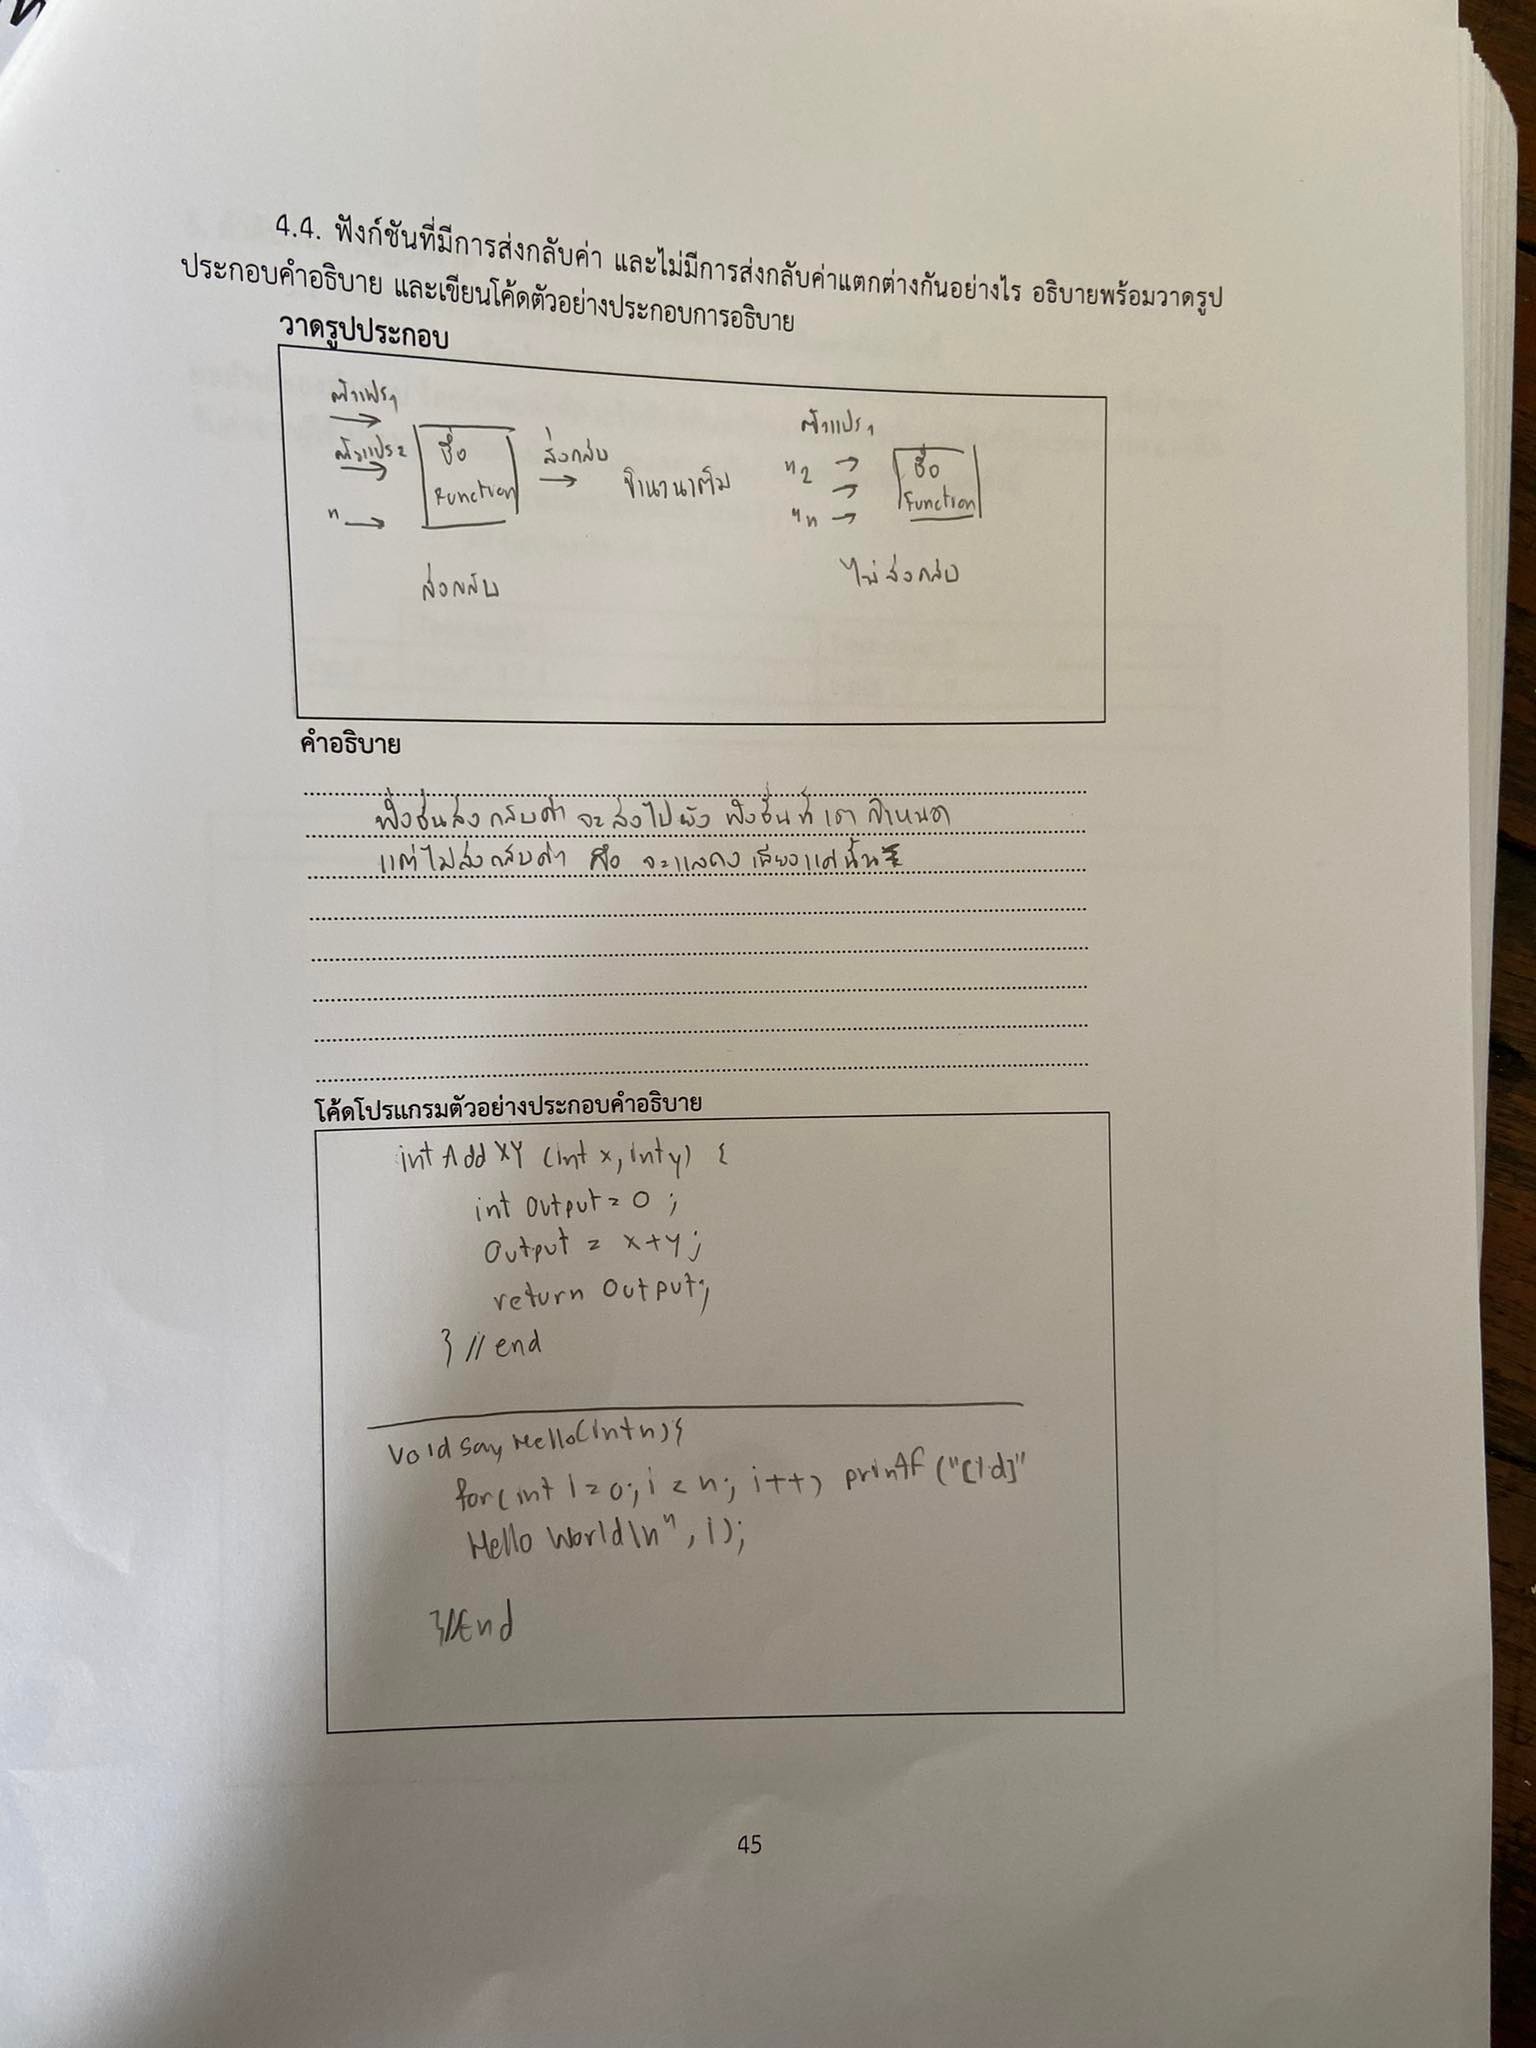 4.4. ฟังก์ชันที่มีการส่งกลับค่า และไม่มีการส่งกลับค่าแตกต่างกันอย่างไร อธิบายพร้อมวาดรูป
ประกอบคำอธิบาย และเขียนโค้ดตัวอย่างประกอบการอธิบาย
วาดรูปประกอบ
ตัวแปร1
ตัวแปร2
n
ชื่อ
Function
ส่งกลับ
จำนวนเต็ม
ส่งกลับ
ตัวแปร1
"2
"n
ชื่อ
Function
ไม่ส่งกลับ
คำอธิบาย
ฟังชั่นส่งกลับค่า จะส่งไปยัง ฟังชั่นที่เรากำหนด
แต่ไม่ส่งกลับค่า คือ จะแสดงเพียงแค่นั้น
โค้ดโปรแกรมตัวอย่างประกอบคำอธิบาย
int AddXY (int x, int y) {
int Output = 0 ;
Output = x+y;
return Output;
} // end
void sayHello(int n){
for(int i=0; i<n; i++) printf ("[%d]"
Hello World\n", i);
}//End
45